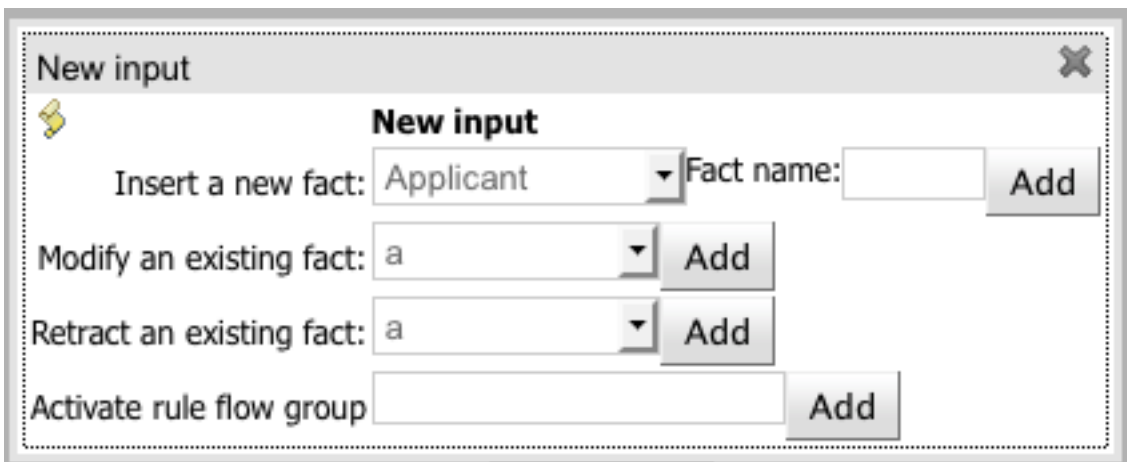 New input
New input
Insert a new fact: Applicant Fact name: Add
Modify an existing fact: a Add
Retract an existing fact: a Add
Activate rule flow group Add